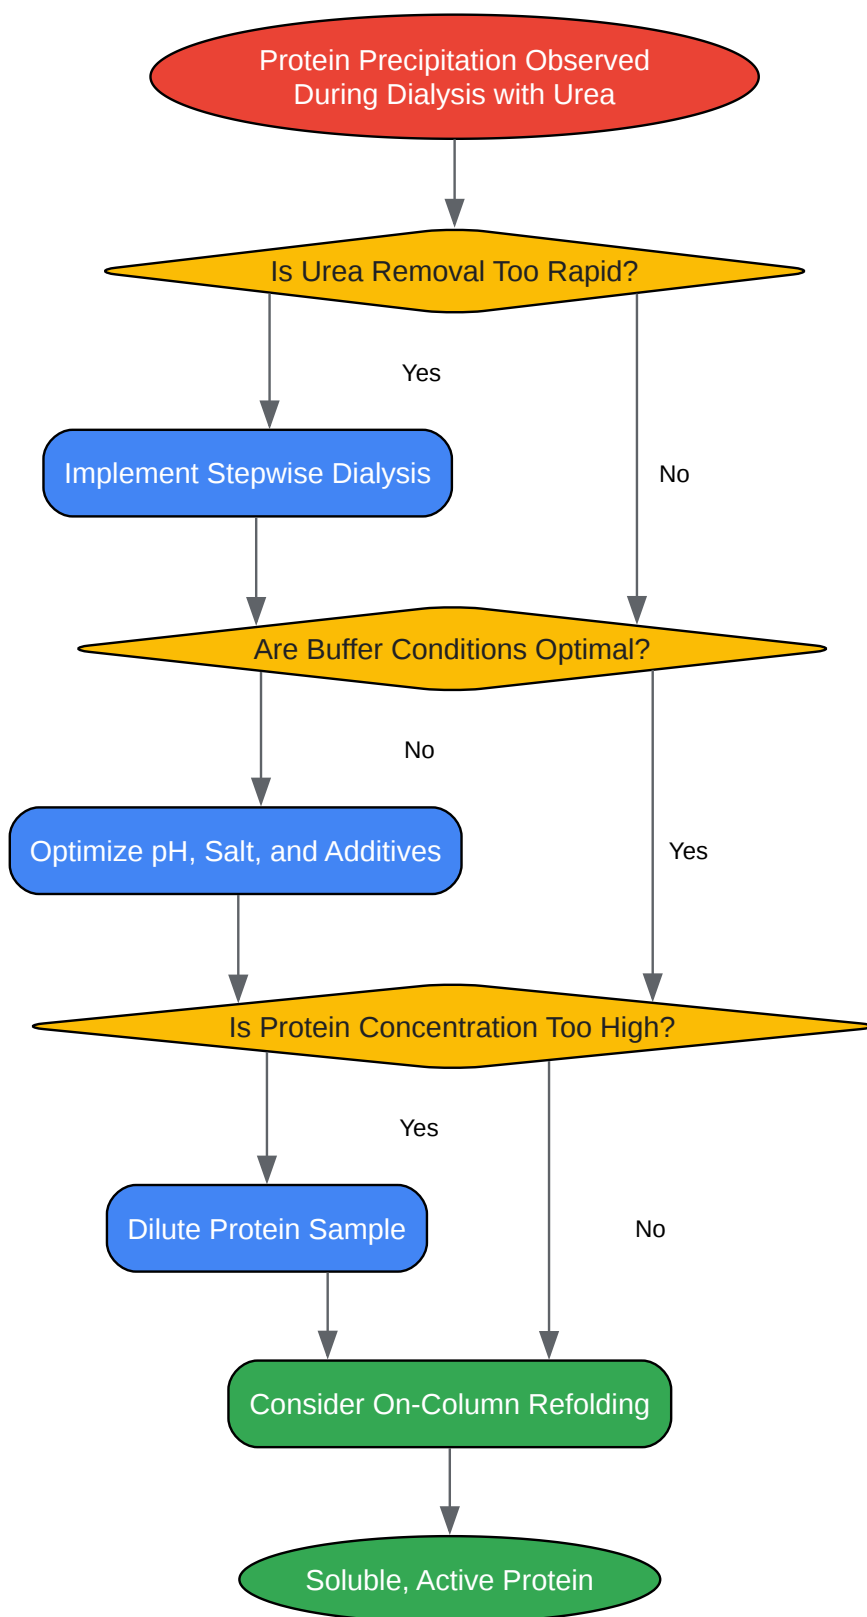 Protein Precipitation Observed
During Dialysis with Urea
Is Urea Removal Too Rapid?
Yes
Implement Stepwise Dialysis
No
Are Buffer Conditions Optimal?
No
Optimize pH, Salt, and Additives
Yes
Is Protein Concentration Too High?
Yes
Dilute Protein Sample
No
Consider On-Column Refolding
Soluble, Active Protein